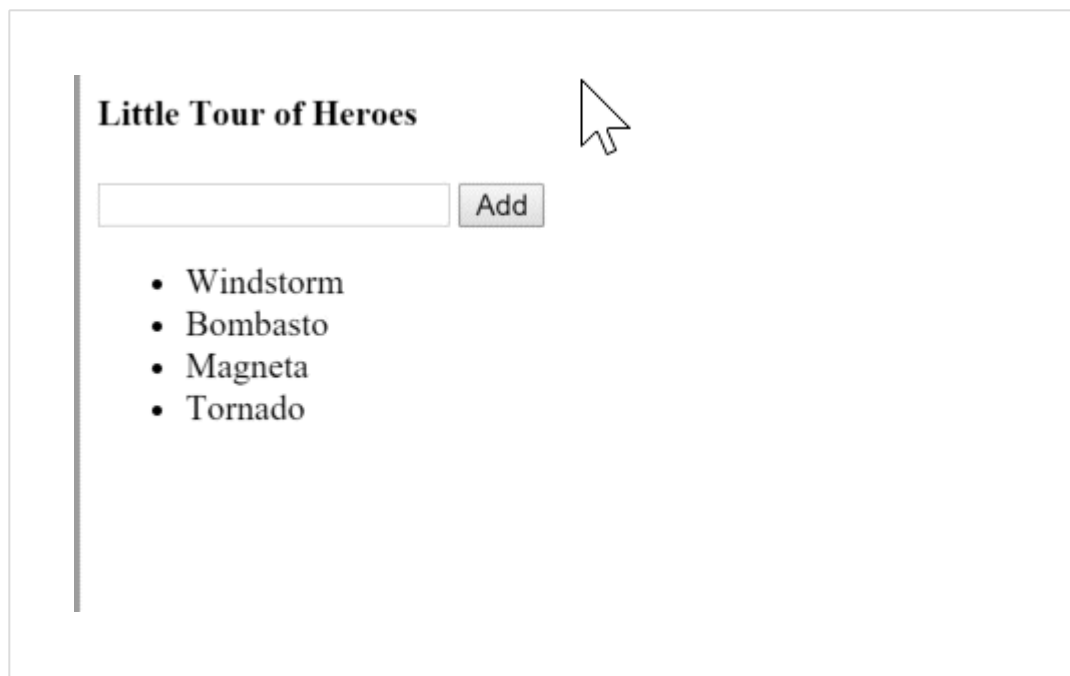 Little Tour of Heroes
Add
Windstorm
Bombasto
Magneta
Tornado